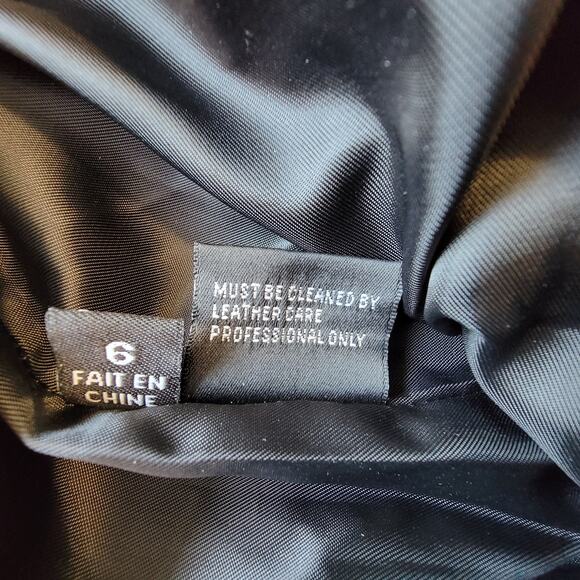 MUST BE CLEANED BY
LEATHER CARE
PROFESSIONAL ONLY
6
FAIT EN
CHINE